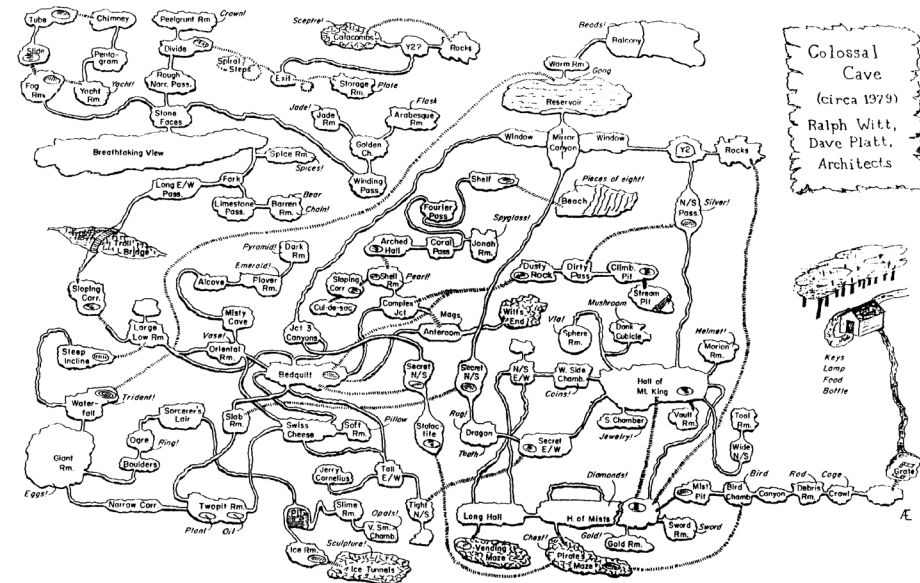 Tube
Chimney
Peelgrunt Rm.
Crown!
Slide
Penta-
gram
Divide
Spiral
Steps
Sceptre!
Catacombs
Y2?
Rocks
Exit
Storage
Rm.
Plate
Fog
Rm.
Yacht
Rm.
Yacht!
Rough
Narr. Pass.
Stone
Faces
Breathtaking View
Spice Rm.
Spices!
Jade!
Jade
Rm
Flask
Arabesque
Rm.
Golden
Ch.
Winding
Pass.
Long E/W
Pass
Fork
Limestone
Pass.
Barren
Rm.
Bear
Chain!
Troll
Bridge
Sloping
Corr.
Beads!
Balcony
Warm Rm
Gong
Reservoir
Window
Mirror
Canyon
Window
Y2
Rocks
Colossal
Cave
(circa 1979)
Ralph Witt,
Dave Platt,
Architects
Shelf
Fourier
Pass
Pieces of eight!
Beach
N/S
Pass.
Silver!
Spyglass!
Arched
Hall
Coral
Pass
Jonah
Rm.
Pyramid!
Dark
Rm
Emerald!
Alcove
Plover
Rm.
Misty
Cave
Vase!
Oriental
Rm.
Sloping
Corr
Shell
Rm
Pearl!
Cul-de-sac
Complex
Jct
Mags
Anteroom
Witt's
End
Dusty
Rock
Dirty
Pass
Climb.
Pit
Stream
Pit
Large
Low Rm
Jct 3
Canyons
Bedquilt
Steep
Incline
Water-
fall
Trident!
Secret
N/S
Secret
N/S
Vial
Sphere
Rm.
Mushroom
Dank
Cubicle
Helmet!
Morion
Rm.
N/S
E/W
W. Side
Chamb.
Coins!
Hall of
Mt. King
S. Chamber
Jewelry!
Vault
Rm.
Tool
Rm.
Wide
N/S
Keys
Lamp
Food
Bottle
Grate
Sorcerer's
Lair
Ogre
Ring!
Boulders
Slab
Rm.
Swiss
Cheese
Soft
Rm.
Pillow
Stalac
tite
Rug!
Dragon
Teeth
Secret
E/W
Giant
Rm.
Eggs!
Narrow Corr.
Twopit Rm.
Plant!
Oil
Jerry
Cornelius
Tall
E/W
Tight
N/S
Pit
Slime
Rm.
Opals!
V. Sm.
Chamb.
Ice Rm.
Sculpture!
Ice Tunnels
Long Hall
Diamonds!
H. of Mists
Vending
Maze
Chest!
Pirate's
Maze
Gold!
Gold Rm.
Sword
Rm.
Sword
Mist
Pit
Bird
Bird
Chamb
Canyon
Rod
Debris
Rm.
Cage
Crawl
Æ